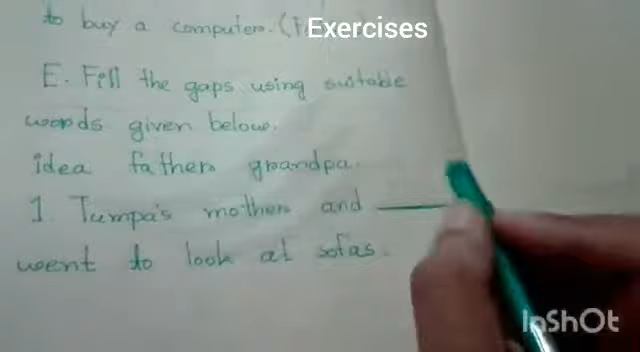 to buy a computer. (
Exercises
E. Fill the gaps using suitable
words given below.
idea father grandpa.
1. Tumpa's mother and ______
went to look at sofas.
InShOt